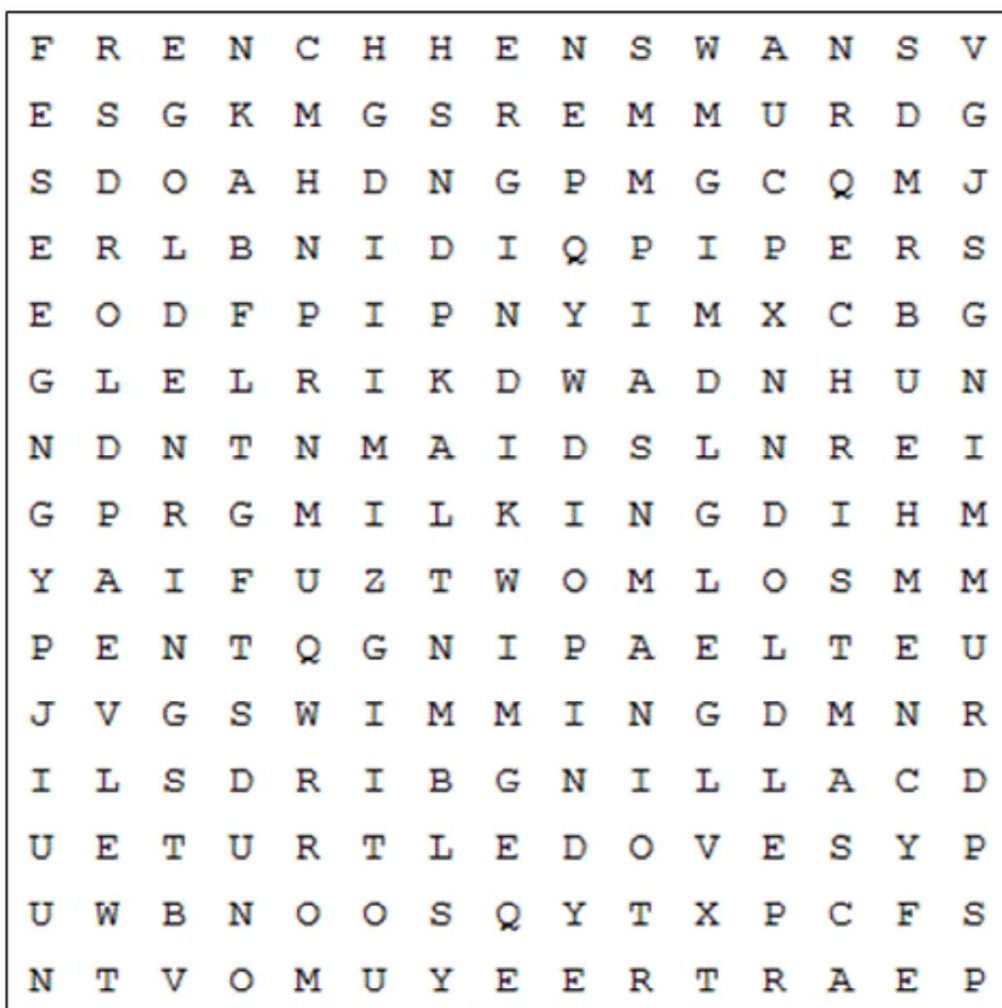 F R E N C H H E N S W A N S V
E S G K M G S R E M M U R D G
S D O A H D N G P M G C Q M J
E R L B N I D I Q P I P E R S
E O D F P I P N Y I M X C B G
G L E L R I K D W A D N H U N
N D N T N M A I D S L N R E I
G P R G M I L K I N G D I H M
Y A I F U Z T W O M L O S M M
P E N T Q G N I P A E L T E U
J V G S W I M M I N G D M N R
I L S D R I B G N I L L A C D
U E T U R T L E D O V E S Y P
U W B N O O S Q Y T X P C F S
N T V O M U Y E E R T R A E P